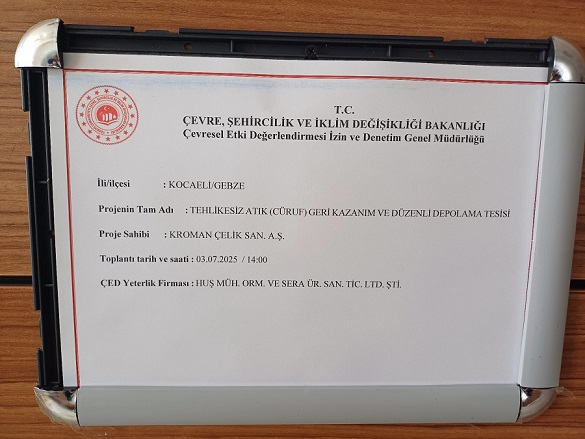 T.C.
ÇEVRE, ŞEHİRCİLİK VE İKLİM DEĞİŞİKLİĞİ BAKANLIĞI
Çevresel Etki Değerlendirmesi İzin ve Denetim Genel Müdürlüğü
İli/ilçesi : KOCAELİ/GEBZE
Projenin Tam Adı : TEHLİKESİZ ATIK (CÜRUF) GERİ KAZANIM VE DÜZENLİ DEPOLAMA TESİSİ
Proje Sahibi : KROMAN ÇELİK SAN. A.Ş.
Toplantı tarih ve saati : 03.07.2025 / 14:00
ÇED Yeterlik Firması : HUŞ MÜH. ORM. VE SERA ÜR. SAN. TİC. LTD. ŞTİ.